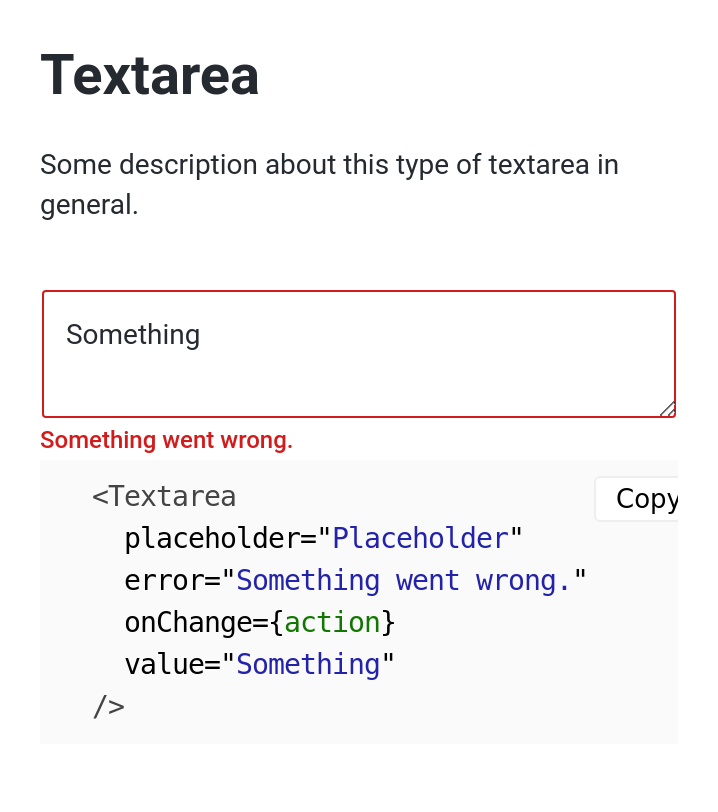 Textarea
Some description about this type of textarea in
general.
Something
Something went wrong.
<Textarea
Copy
placeholder="Placeholder"
error="Something went wrong."
onChange={action}
value="Something"
/>